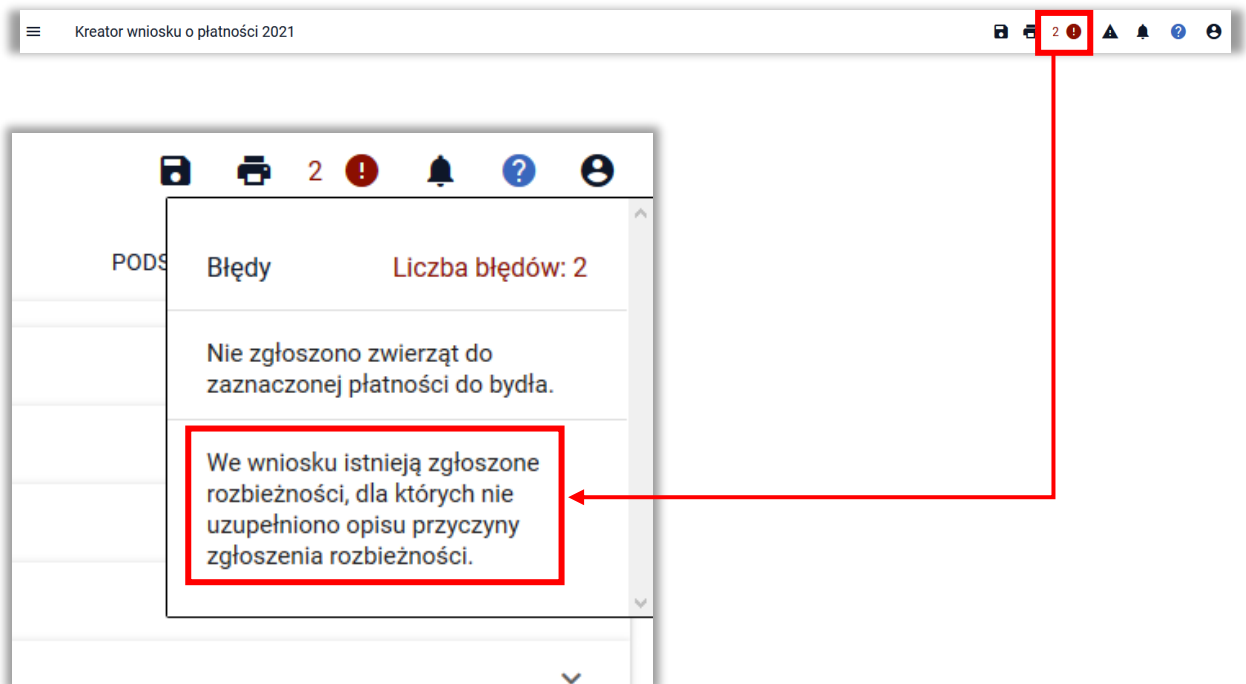 Kreator wniosku o płatności 2021
2
2
PODS
Błędy
Liczba błędów: 2
Nie zgłoszono zwierząt do
zaznaczonej płatności do bydła.
We wniosku istnieją zgłoszone
rozbieżności, dla których nie
uzupełniono opisu przyczyny
zgłoszenia rozbieżności.